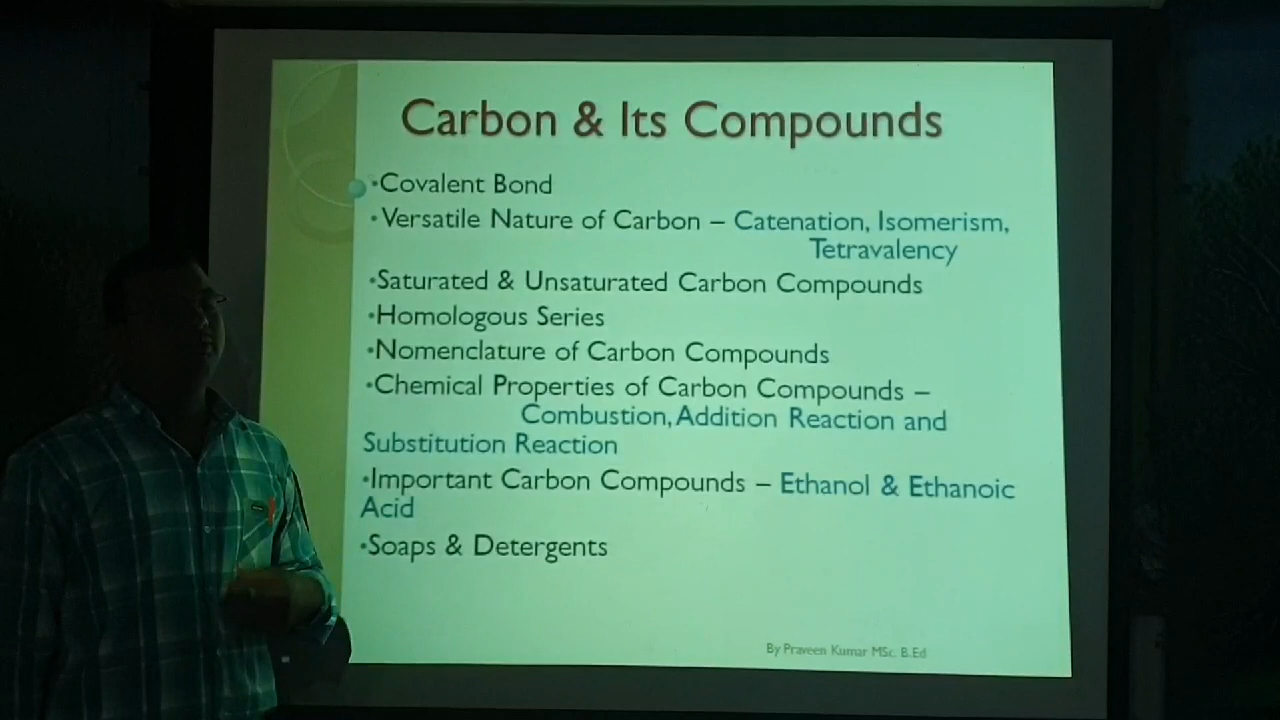 Carbon & Its Compounds
•Covalent Bond
•Versatile Nature of Carbon – Catenation, Isomerism,
Tetravalency
•Saturated & Unsaturated Carbon Compounds
•Homologous Series
•Nomenclature of Carbon Compounds
•Chemical Properties of Carbon Compounds –
Combustion, Addition Reaction and
Substitution Reaction
•Important Carbon Compounds – Ethanol & Ethanoic
Acid
•Soaps & Detergents
By Praveen Kumar MSc. B.Ed